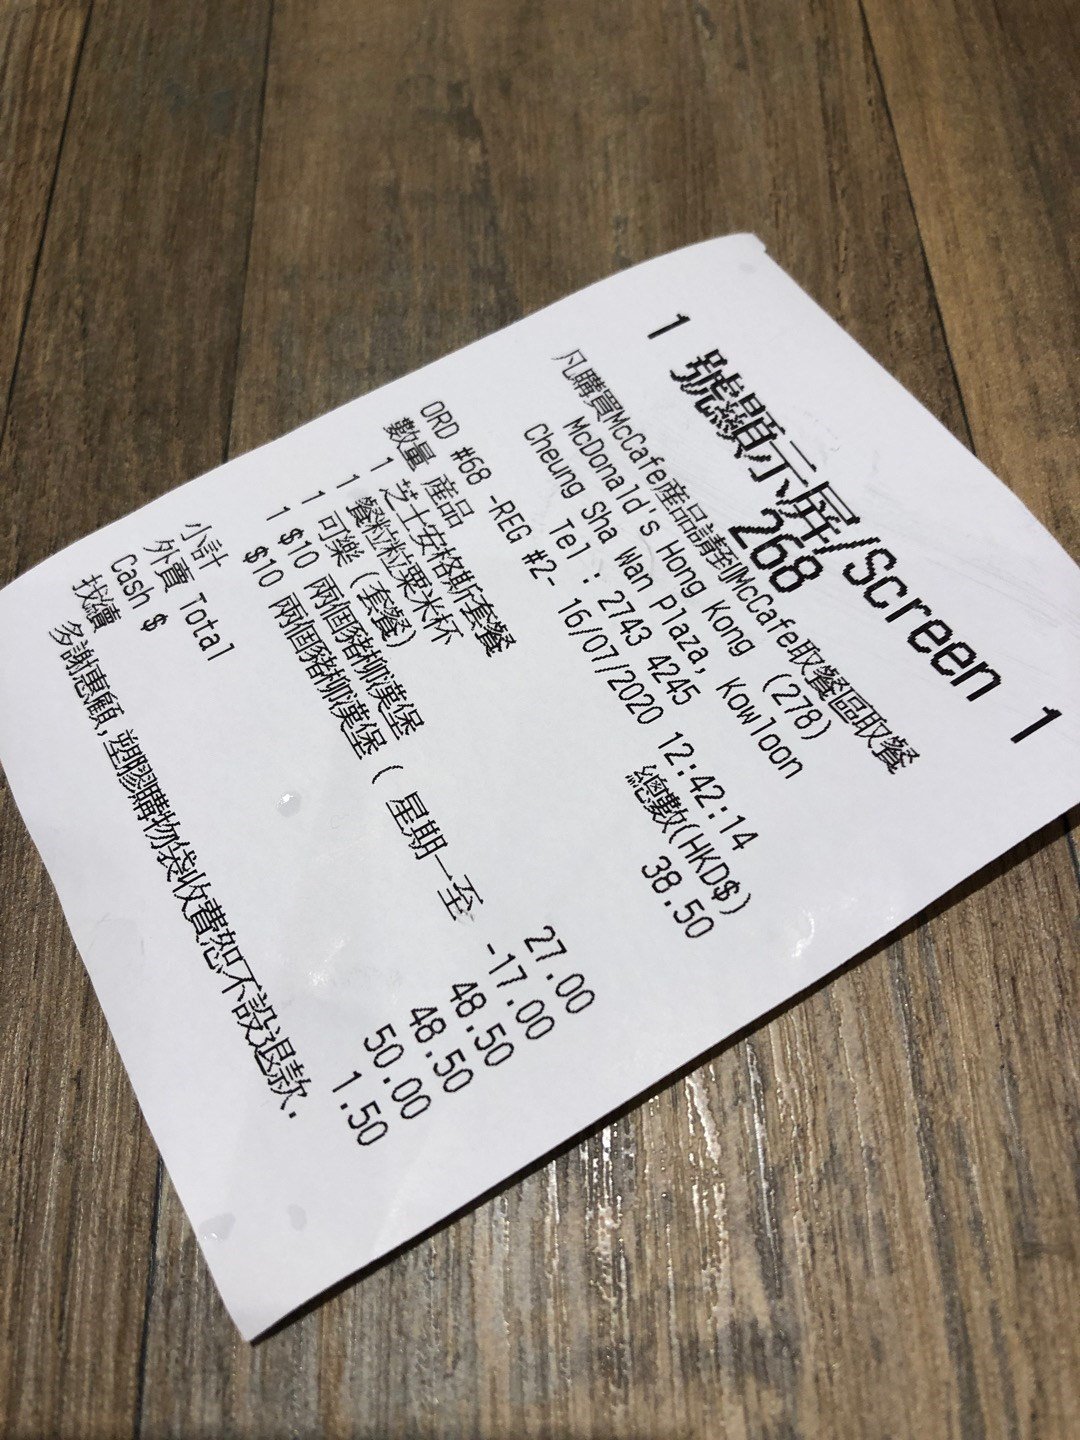 1 號顯示屏/Screen 1
268
凡購買McCafe產品請到McCafe取餐區取餐
McDonald's Hong Kong (278)
Cheung Sha Wan Plaza, Kowloon
Tel : 2743 4245
ORD #68 -REG #2- 16/07/2020 12:42:14
數量 產品 總數(HKD$)
1 芝士安格斯套餐 38.50
餐粒粒粟米杯
1 可樂 (套餐)
1 $10 兩個豬柳漢堡 27.00
$10 兩個豬柳漢堡 ( 星期一至 -17.00
小計 48.50
外賣 Total 48.50
Cash $ 50.00
找續 1.50
多謝惠顧,塑膠購物袋收費恕不設退款.